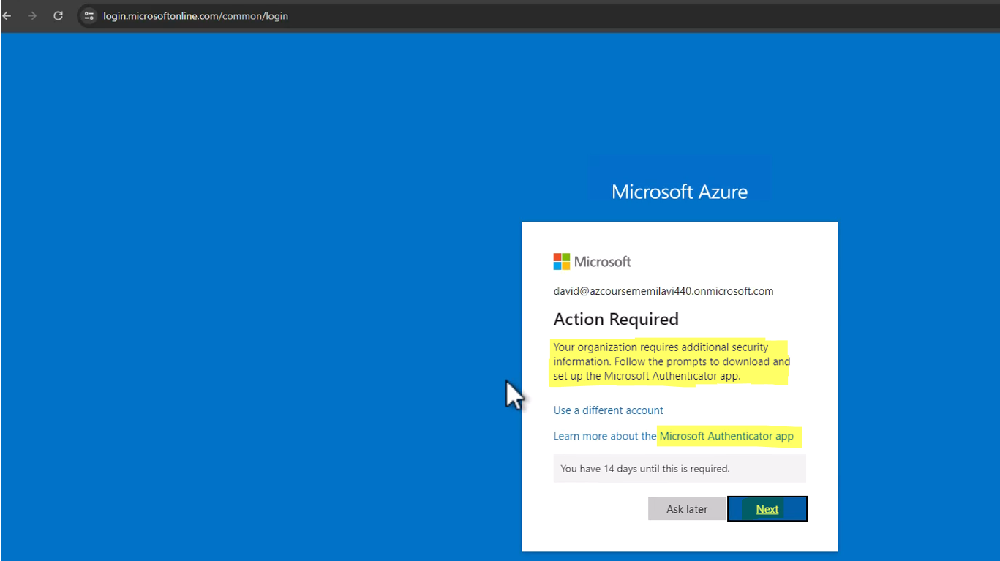 login.microsoftonline.com/common/login
Microsoft Azure
Microsoft
david@azcoursememilavi440.onmicrosoft.com
Action Required
Your organization requires additional security
information. Follow the prompts to download and
set up the Microsoft Authenticator app.
Use a different account
Learn more about the Microsoft Authenticator app
You have 14 days until this is required.
Ask later Next